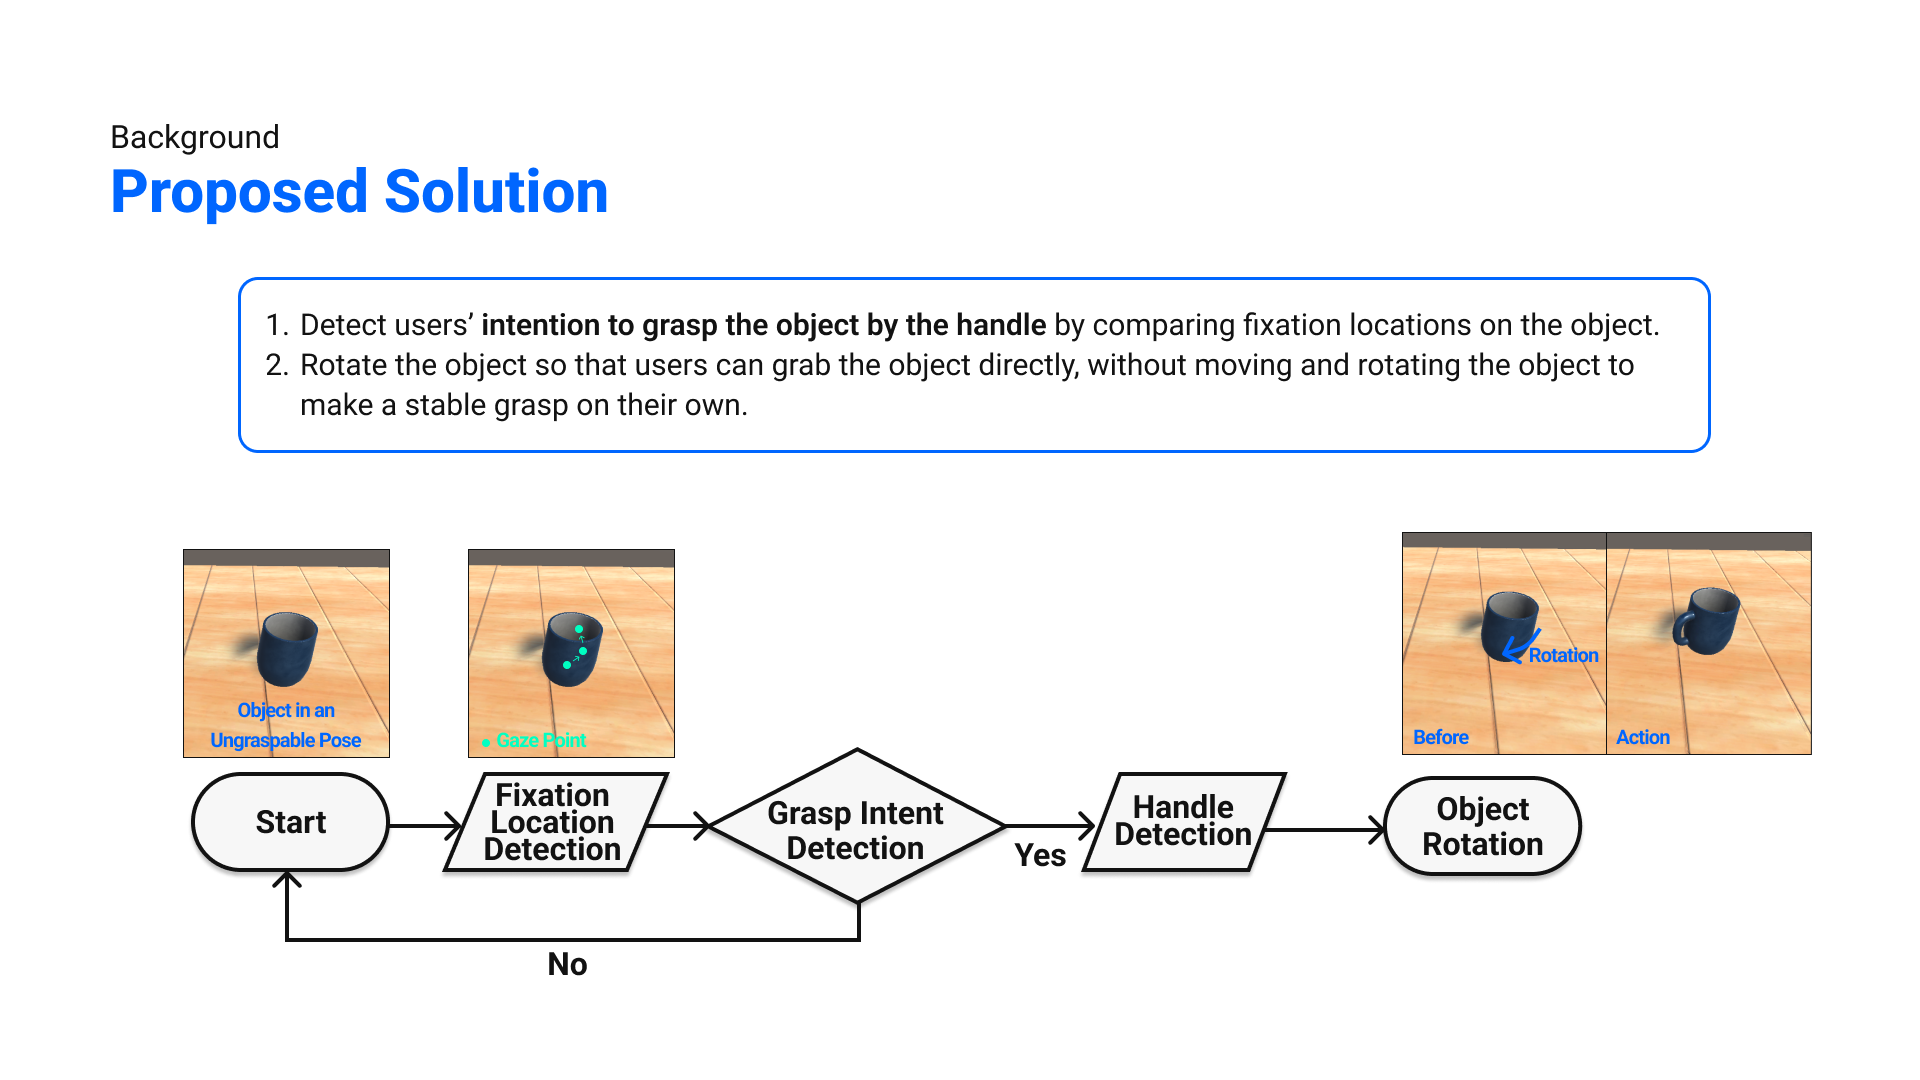 Background
Proposed Solution
1. Detect users’ intention to grasp the object by the handle by comparing fixation locations on the object.
2. Rotate the object so that users can grab the object directly, without moving and rotating the object to
make a stable grasp on their own.
Object in an
Ungraspable Pose
Gaze Point
Rotation
Before
Action
Start
Fixation
Location
Detection
Grasp Intent
Detection
Yes
Handle
Detection
Object
Rotation
No